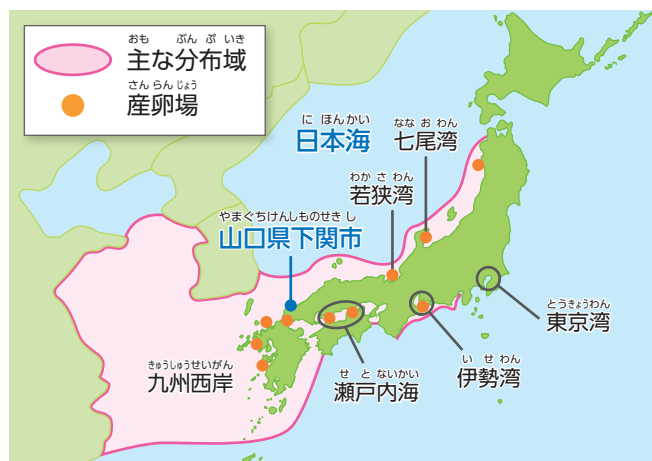 おも ぶんぷいき
主な分布域
さんらんじょう
産卵場
にほんかい
日本海
ななおわん
七尾湾
わかさわん
若狭湾
やまぐちけんしものせきし
山口県下関市
とうきょうわん
東京湾
いせわん
伊勢湾
せとないかい
瀬戸内海
きゅうしゅうせいがん
九州西岸